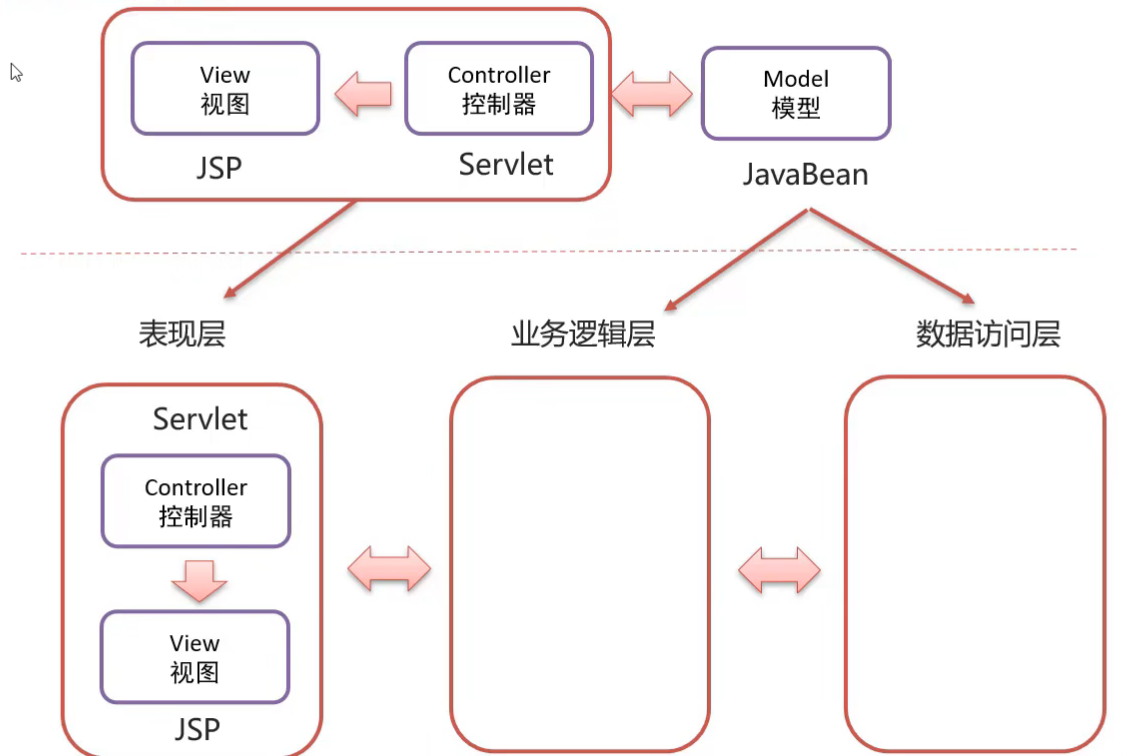 View
视图
JSP
Controller
控制器
Servlet
Model
模型
JavaBean
表现层
业务逻辑层
数据访问层
Servlet
Controller
控制器
View
视图
JSP